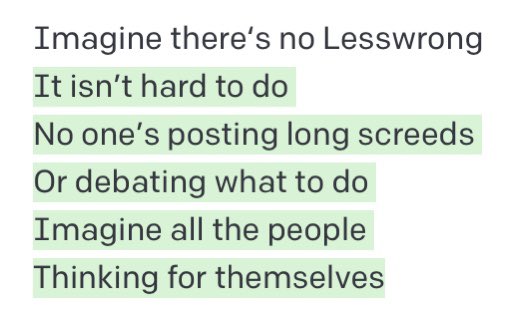 Imagine there’s no Lesswrong
It isn’t hard to do
No one’s posting long screeds
Or debating what to do
Imagine all the people
Thinking for themselves